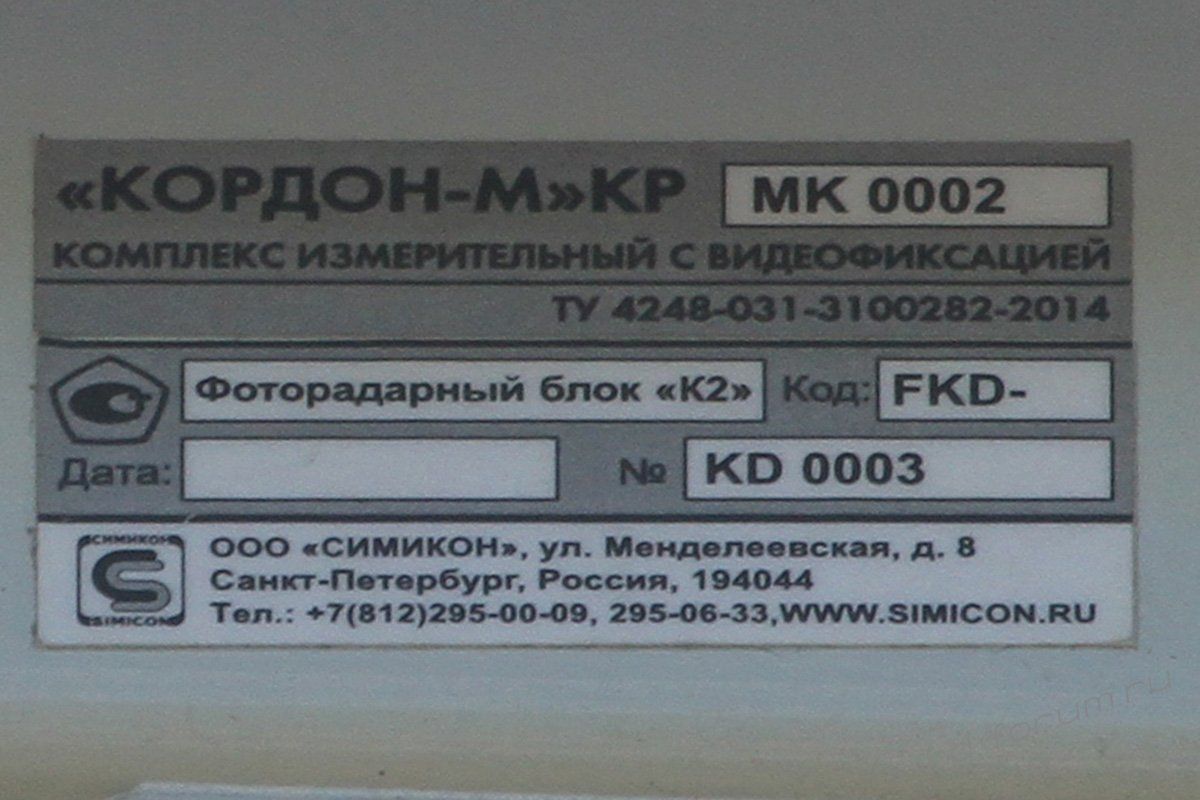 «КОРДОН-М»КР МК 0002
КОМПЛЕКС ИЗМЕРИТЕЛЬНЫЙ С ВИДЕОФИКСАЦИЕЙ
ТУ 4248-031-3100282-2014
Фоторадарный блок «К2» Код: FKD-
Дата: № KD 0003
СИМИКОН
SIMICON
ООО «СИМИКОН», ул. Менделеевская, д. 8
Санкт-Петербург, Россия, 194044
Тел.: +7(812)295-00-09, 295-06-33,WWW.SIMICON.RU